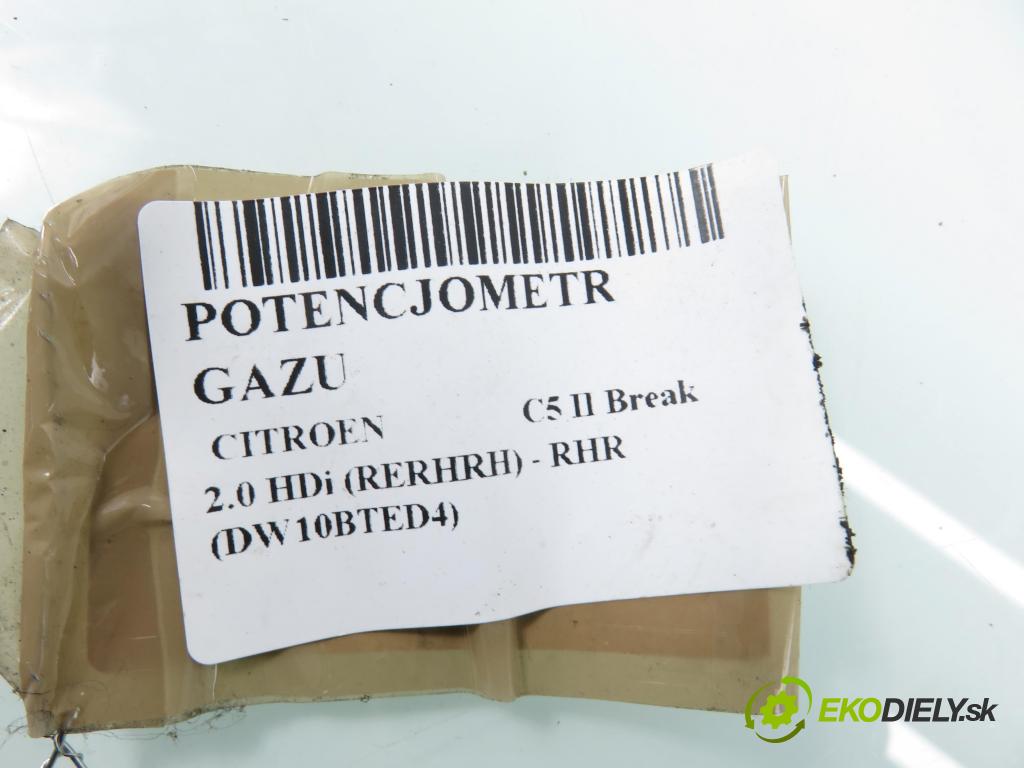 POTENCJOMETR
GAZU
CITROEN C5 II Break
2.0 HDi (RERHRH) - RHR
(DW10BTED4)
EKODIELY.sk